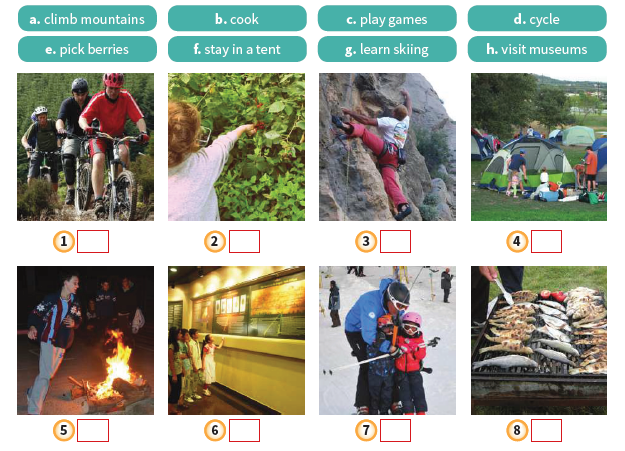 a. climb mountains
b. cook
c. play games
d. cycle
e. pick berries
f. stay in a tent
g. learn skiing
h. visit museums
1
2
3
4
5
6
7
8